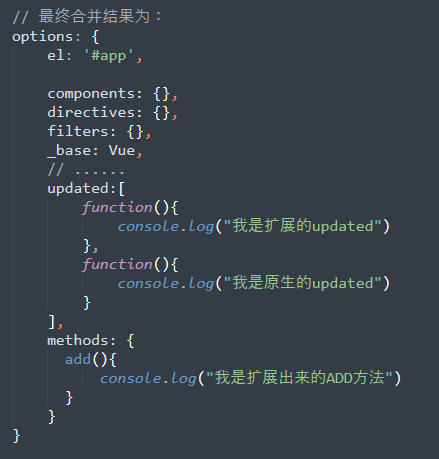 // 最终合并结果为：
options: {
    el: '#app',

    components: {},
    directives: {},
    filters: {},
    _base: Vue,
    // ......
    updated:[
        function(){
            console.log("我是扩展的updated")
        },
        function(){
            console.log("我是原生的updated")
        }
    ],
    methods: {
      add(){
          console.log("我是扩展出来的ADD方法")
      }
    }
}